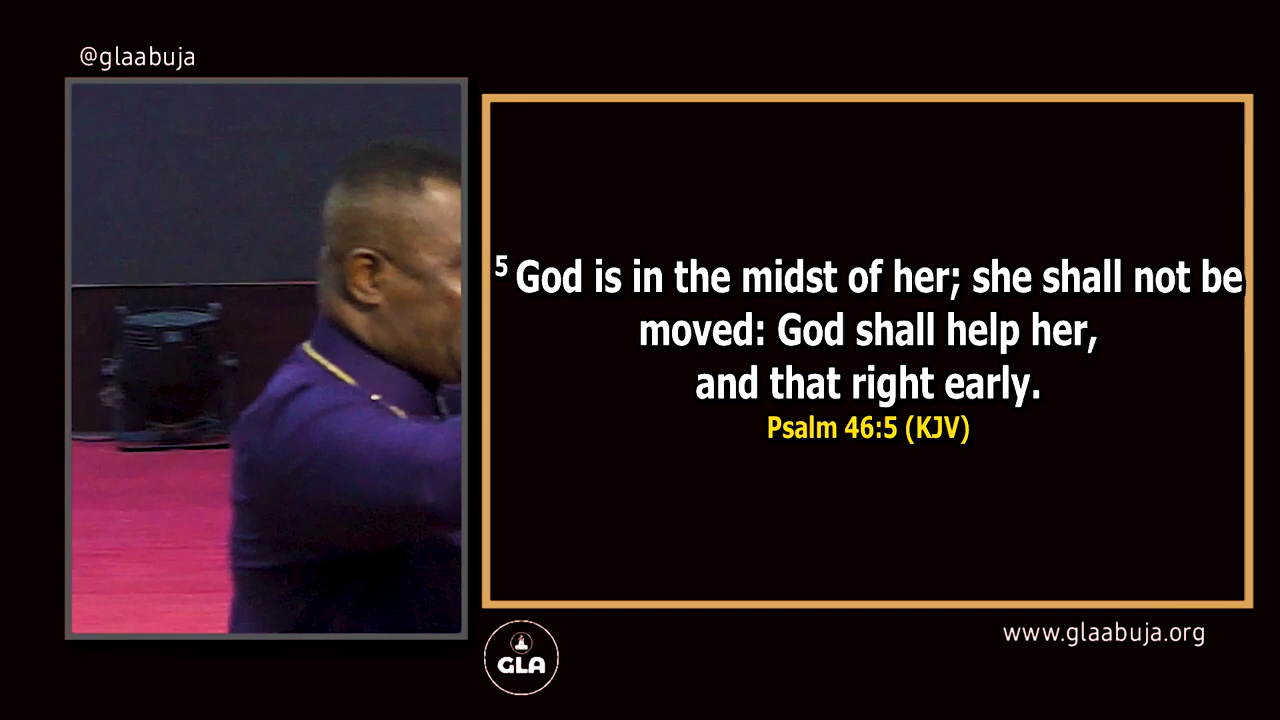 @glaabuja
5 God is in the midst of her; she shall not be
moved: God shall help her,
and that right early.
Psalm 46:5 (KJV)
GLA
www.glaabuja.org